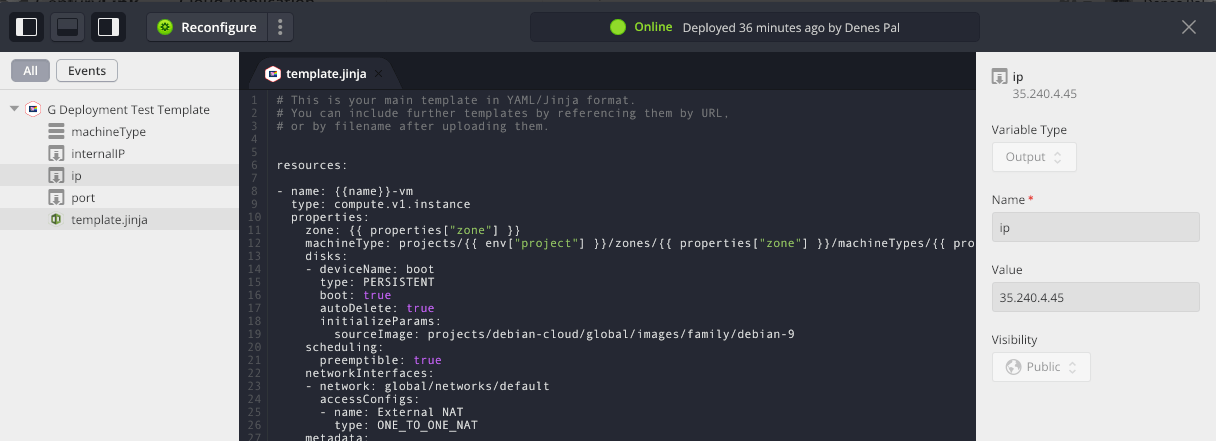 Reconfigure
Online Deployed 36 minutes ago by Denes Pal
All Events
G Deployment Test Template
machineType
internalIP
ip
port
template.jinja
template.jinja
1 # This is your main template in YAML/Jinja format.
2 # You can include further templates by referencing them by URL,
3 # or by filename after uploading them.
4
5
6 resources:
7
8 - name: {{name}}-vm
9 type: compute.v1.instance
10 properties:
11 zone: {{ properties["zone"] }}
12 machineType: projects/{{ env["project"] }}/zones/{{ properties["zone"] }}/machineTypes/{{ pro
13 disks:
14 - deviceName: boot
15 type: PERSISTENT
16 boot: true
17 autoDelete: true
18 initializeParams:
19 sourceImage: projects/debian-cloud/global/images/family/debian-9
20 scheduling:
21 preemptible: true
22 networkInterfaces:
23 - network: global/networks/default
24 accessConfigs:
25 - name: External NAT
26 type: ONE_TO_ONE_NAT
27 metadata:
ip
35.240.4.45
Variable Type
Output
Name *
ip
Value
35.240.4.45
Visibility
Public